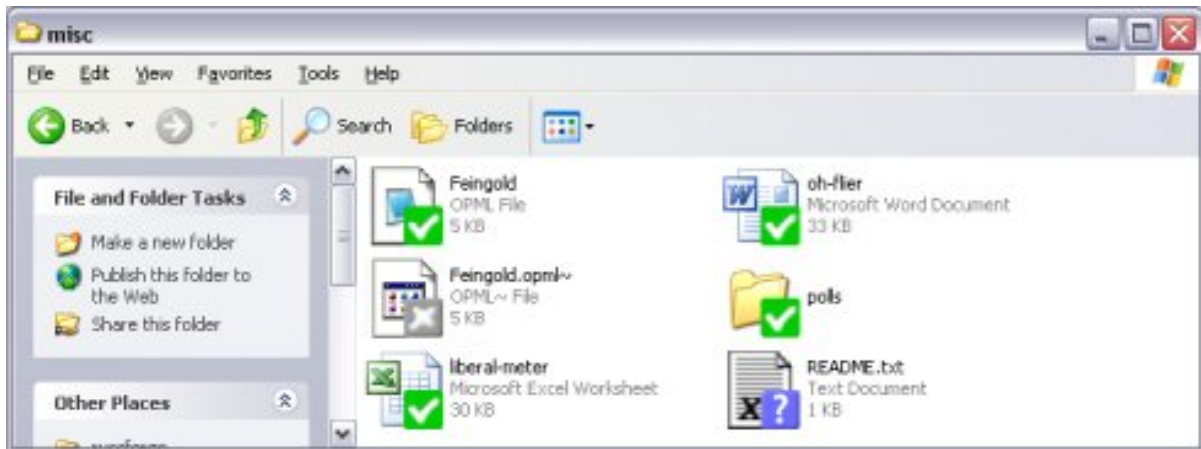 misc
File Edit View Favorites Tools Help
Back Search Folders
File and Folder Tasks
Make a new folder
Publish this folder to
the Web
Share this folder
Other Places
Feingold
OPML File
5 KB
Feingold.opml~
OPML~ File
5 KB
liberal-meter
Microsoft Excel Worksheet
30 KB
oh-flier
Microsoft Word Document
33 KB
polls
README.txt
Text Document
1 KB